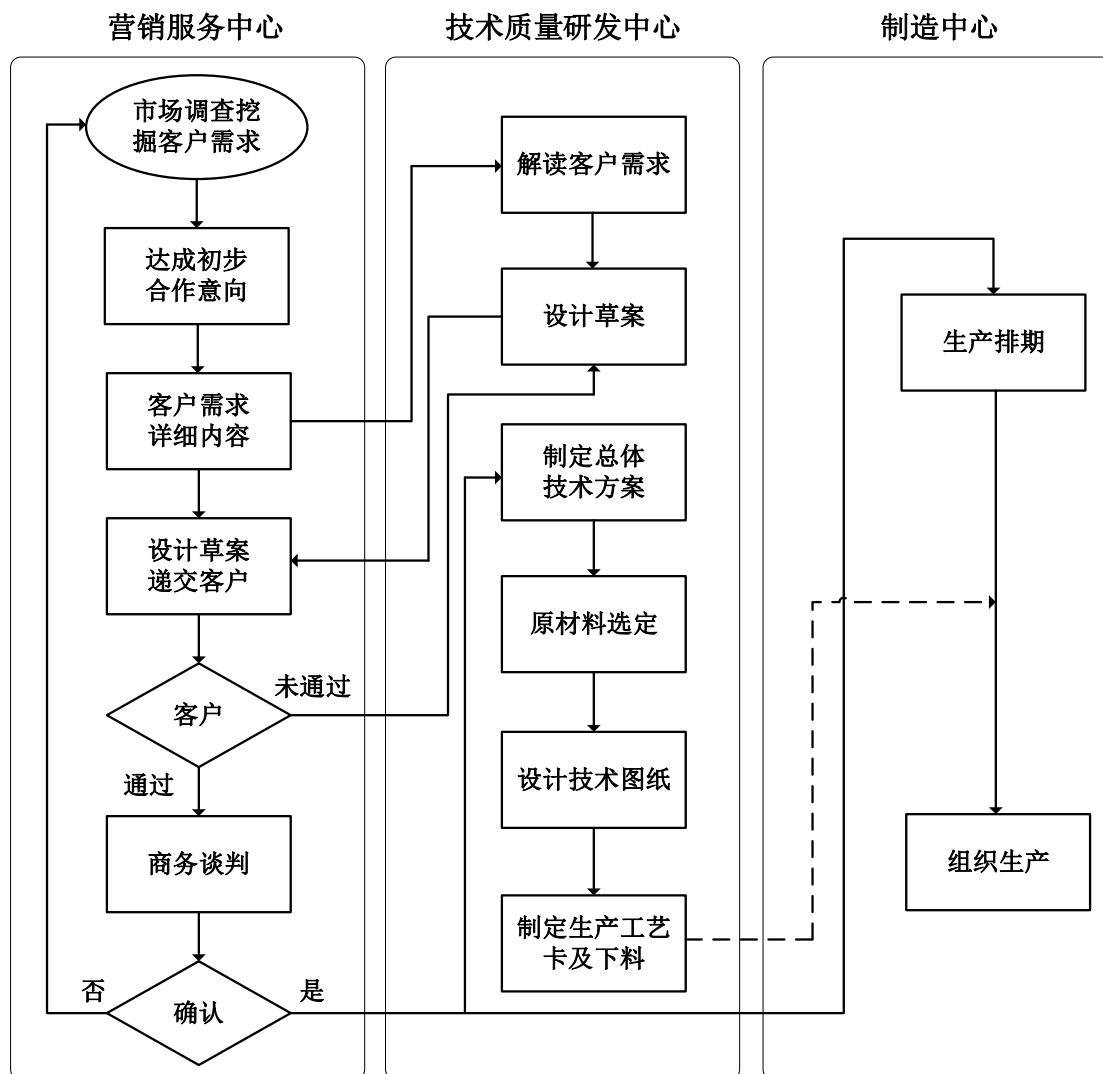 营销服务中心
技术质量研发中心
制造中心
市场调查挖
掘客户需求
达成初步
合作意向
客户需求
详细内容
设计草案
递交客户
客户
未通过
通过
商务谈判
确认
否
是
解读客户需求
设计草案
制定总体
技术方案
原材料选定
设计技术图纸
制定生产工艺
卡及下料
生产排期
组织生产